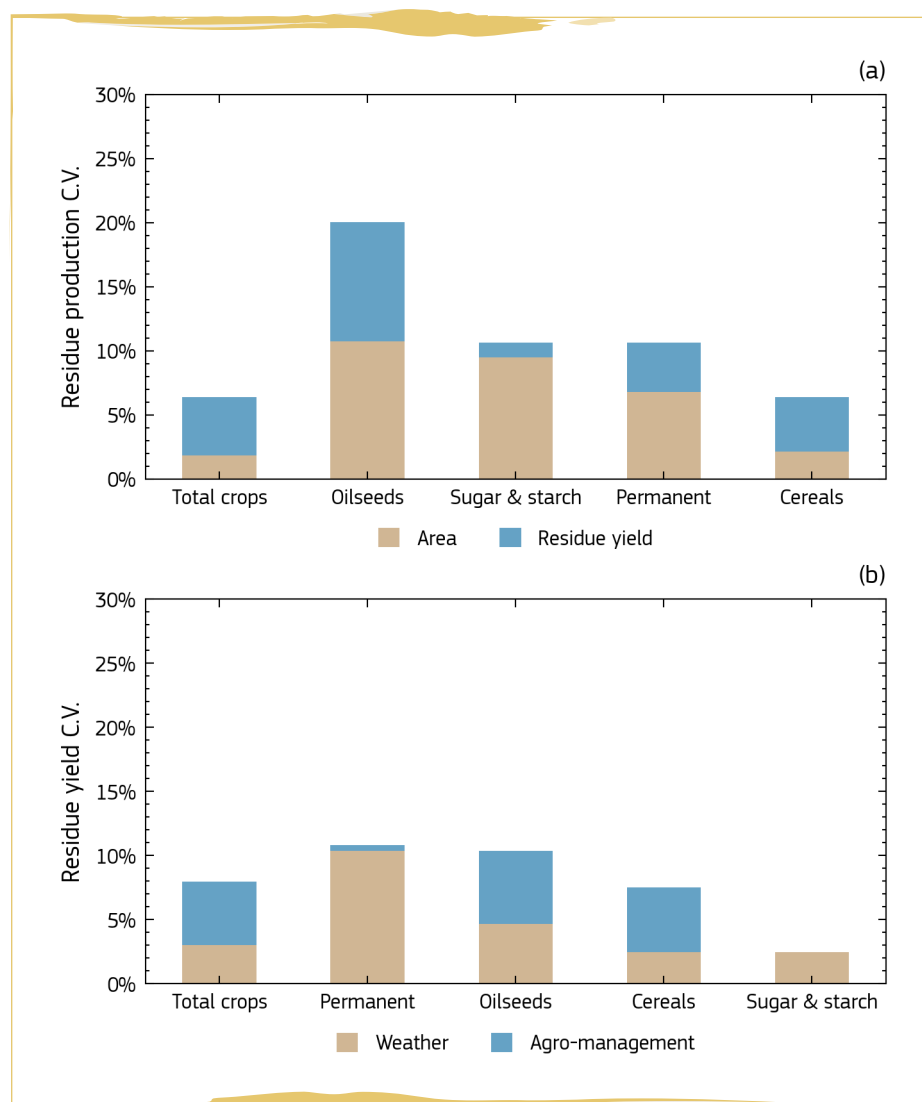 (a)
Residue production C.V.
30%
25%
20%
15%
10%
5%
0%
Total crops Oilseeds Sugar & starch Permanent Cereals
Area Residue yield
(b)
Residue yield C.V.
30%
25%
20%
15%
10%
5%
0%
Total crops Permanent Oilseeds Cereals Sugar & starch
Weather Agro-management